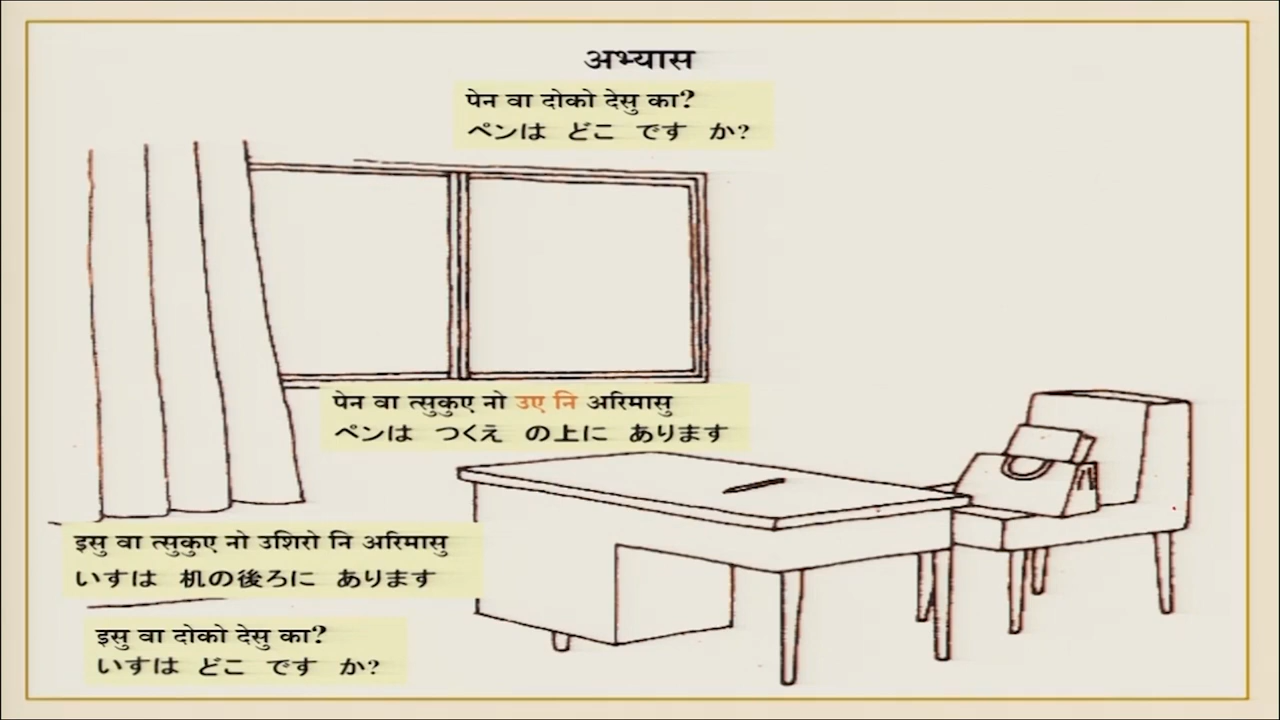 अभ्यास
पेन वा दोको देसु का?
ペンは どこ です か?
पेन वा त्सुकुए नो उए नि अरिमासु
ペンは つくえ の上に あります
इसु वा त्सुकुए नो उशिरो नि अरिमासु
いすは 机の後ろに あります
इसु वा दोको देसु का?
いすは どこ です か?